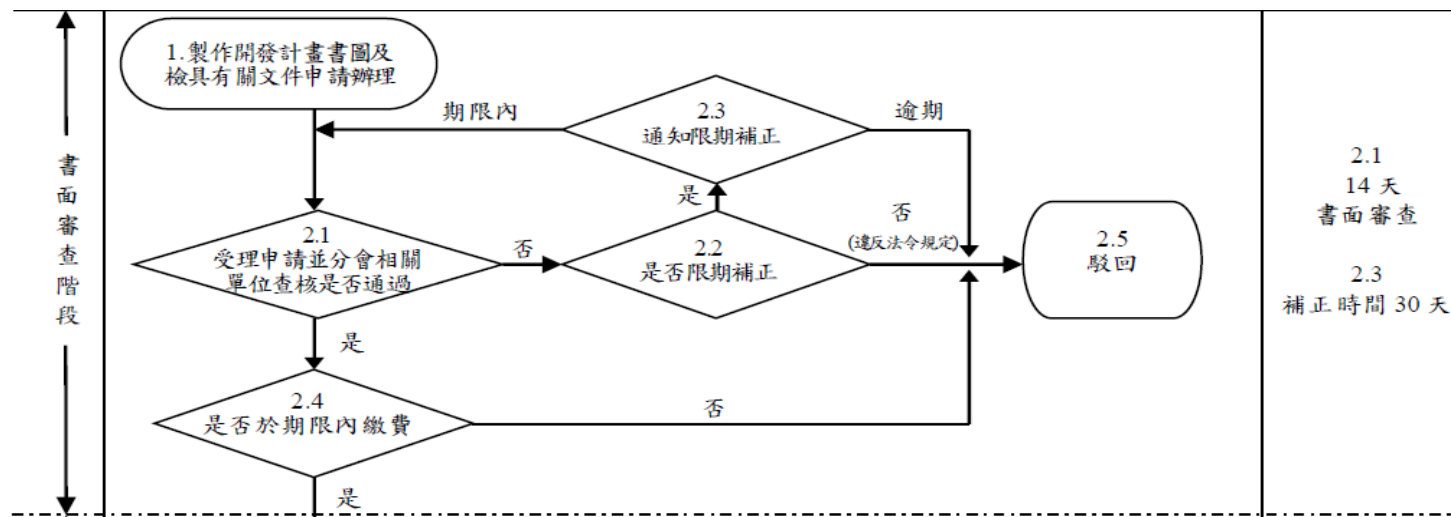 書面審查階段
1.製作開發計畫書圖及
檢具有關文件申請辦理
期限內
2.3
通知限期補正
逾期
是
否
(違反法令規定)
2.1
受理申請並分會相關
單位查核是否通過
否
2.2
是否限期補正
2.5
駁回
是
2.4
是否於期限內繳費
否
是
2.1
14 天
書面審查
2.3
補正時間 30 天